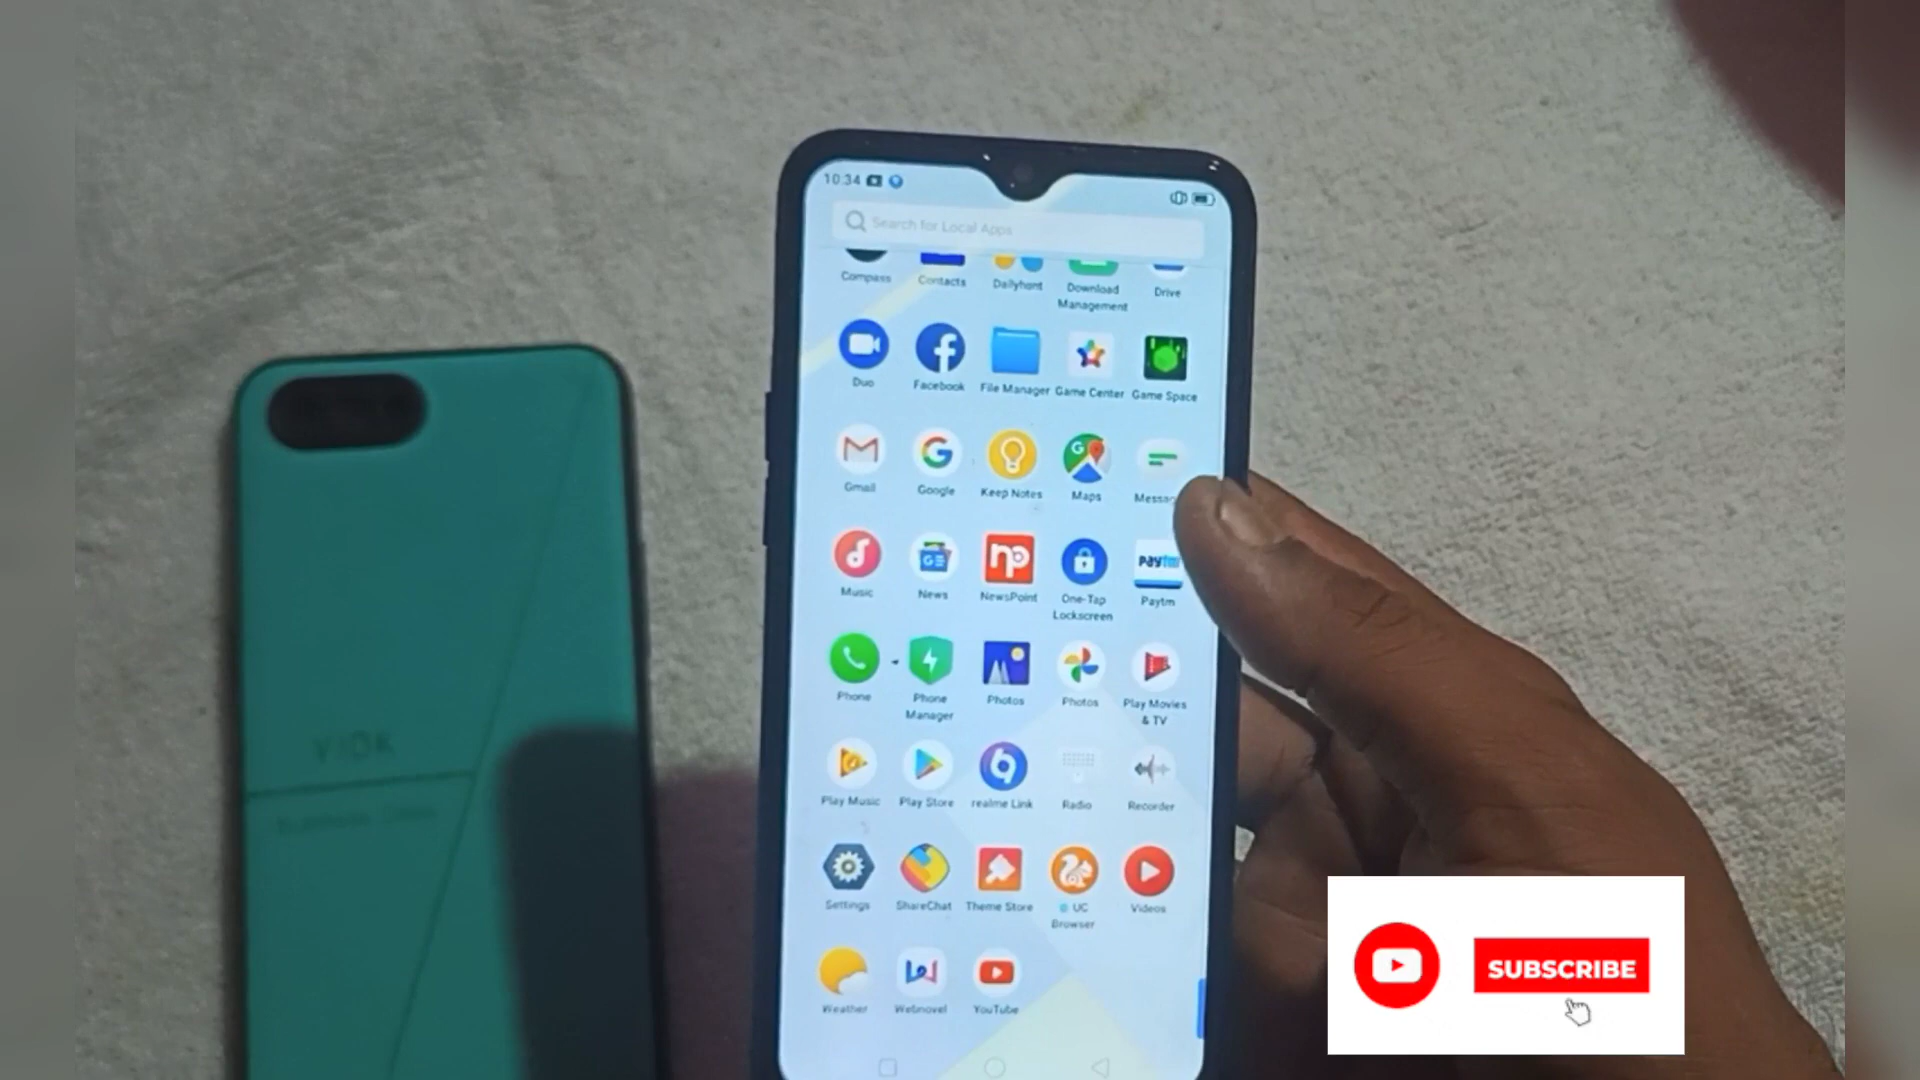 10:34
Search for Local Apps
Compass Contacts Dailyhunt Download Management Drive
Duo Facebook File Manager Game Center Game Space
Gmail Google Keep Notes Maps Messa
Music News NewsPoint One-Tap Lockscreen Paytm
Phone Phone Manager Photos Photos Play Movies & TV
Play Music Play Store realme Link Radio Recorder
Settings ShareChat Theme Store UC Browser Videos
Weather Webnovel YouTube
SUBSCRIBE